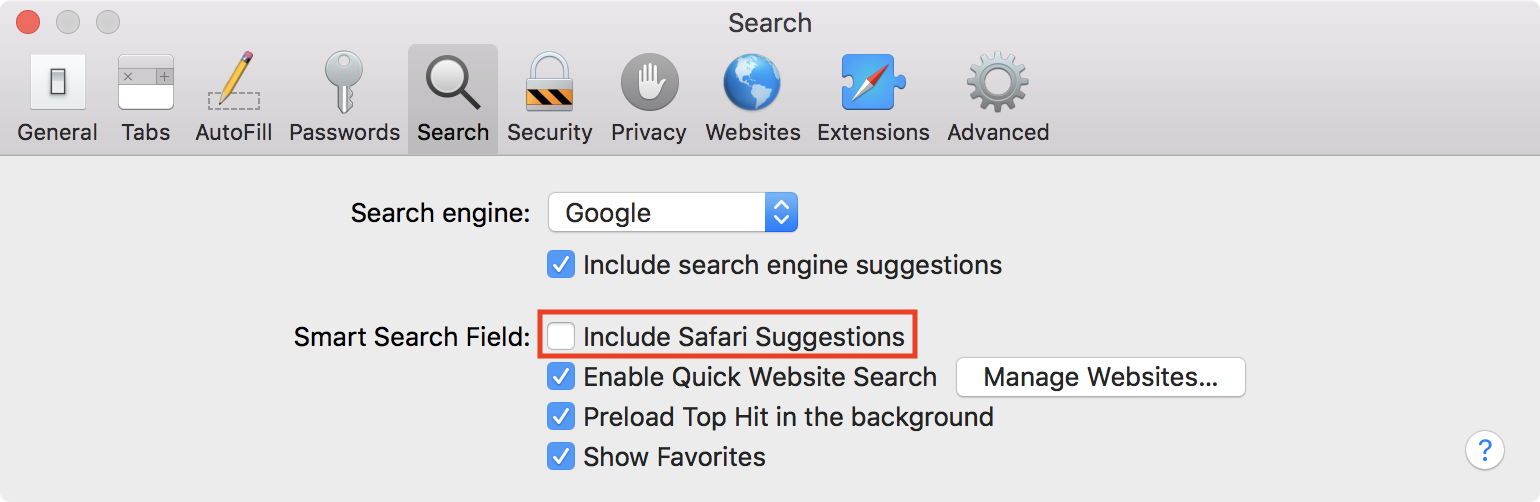 Search
General Tabs AutoFill Passwords Search Security Privacy Websites Extensions Advanced
Search engine: Google
Include search engine suggestions
Smart Search Field: Include Safari Suggestions
Enable Quick Website Search Manage Websites...
Preload Top Hit in the background
Show Favorites
?